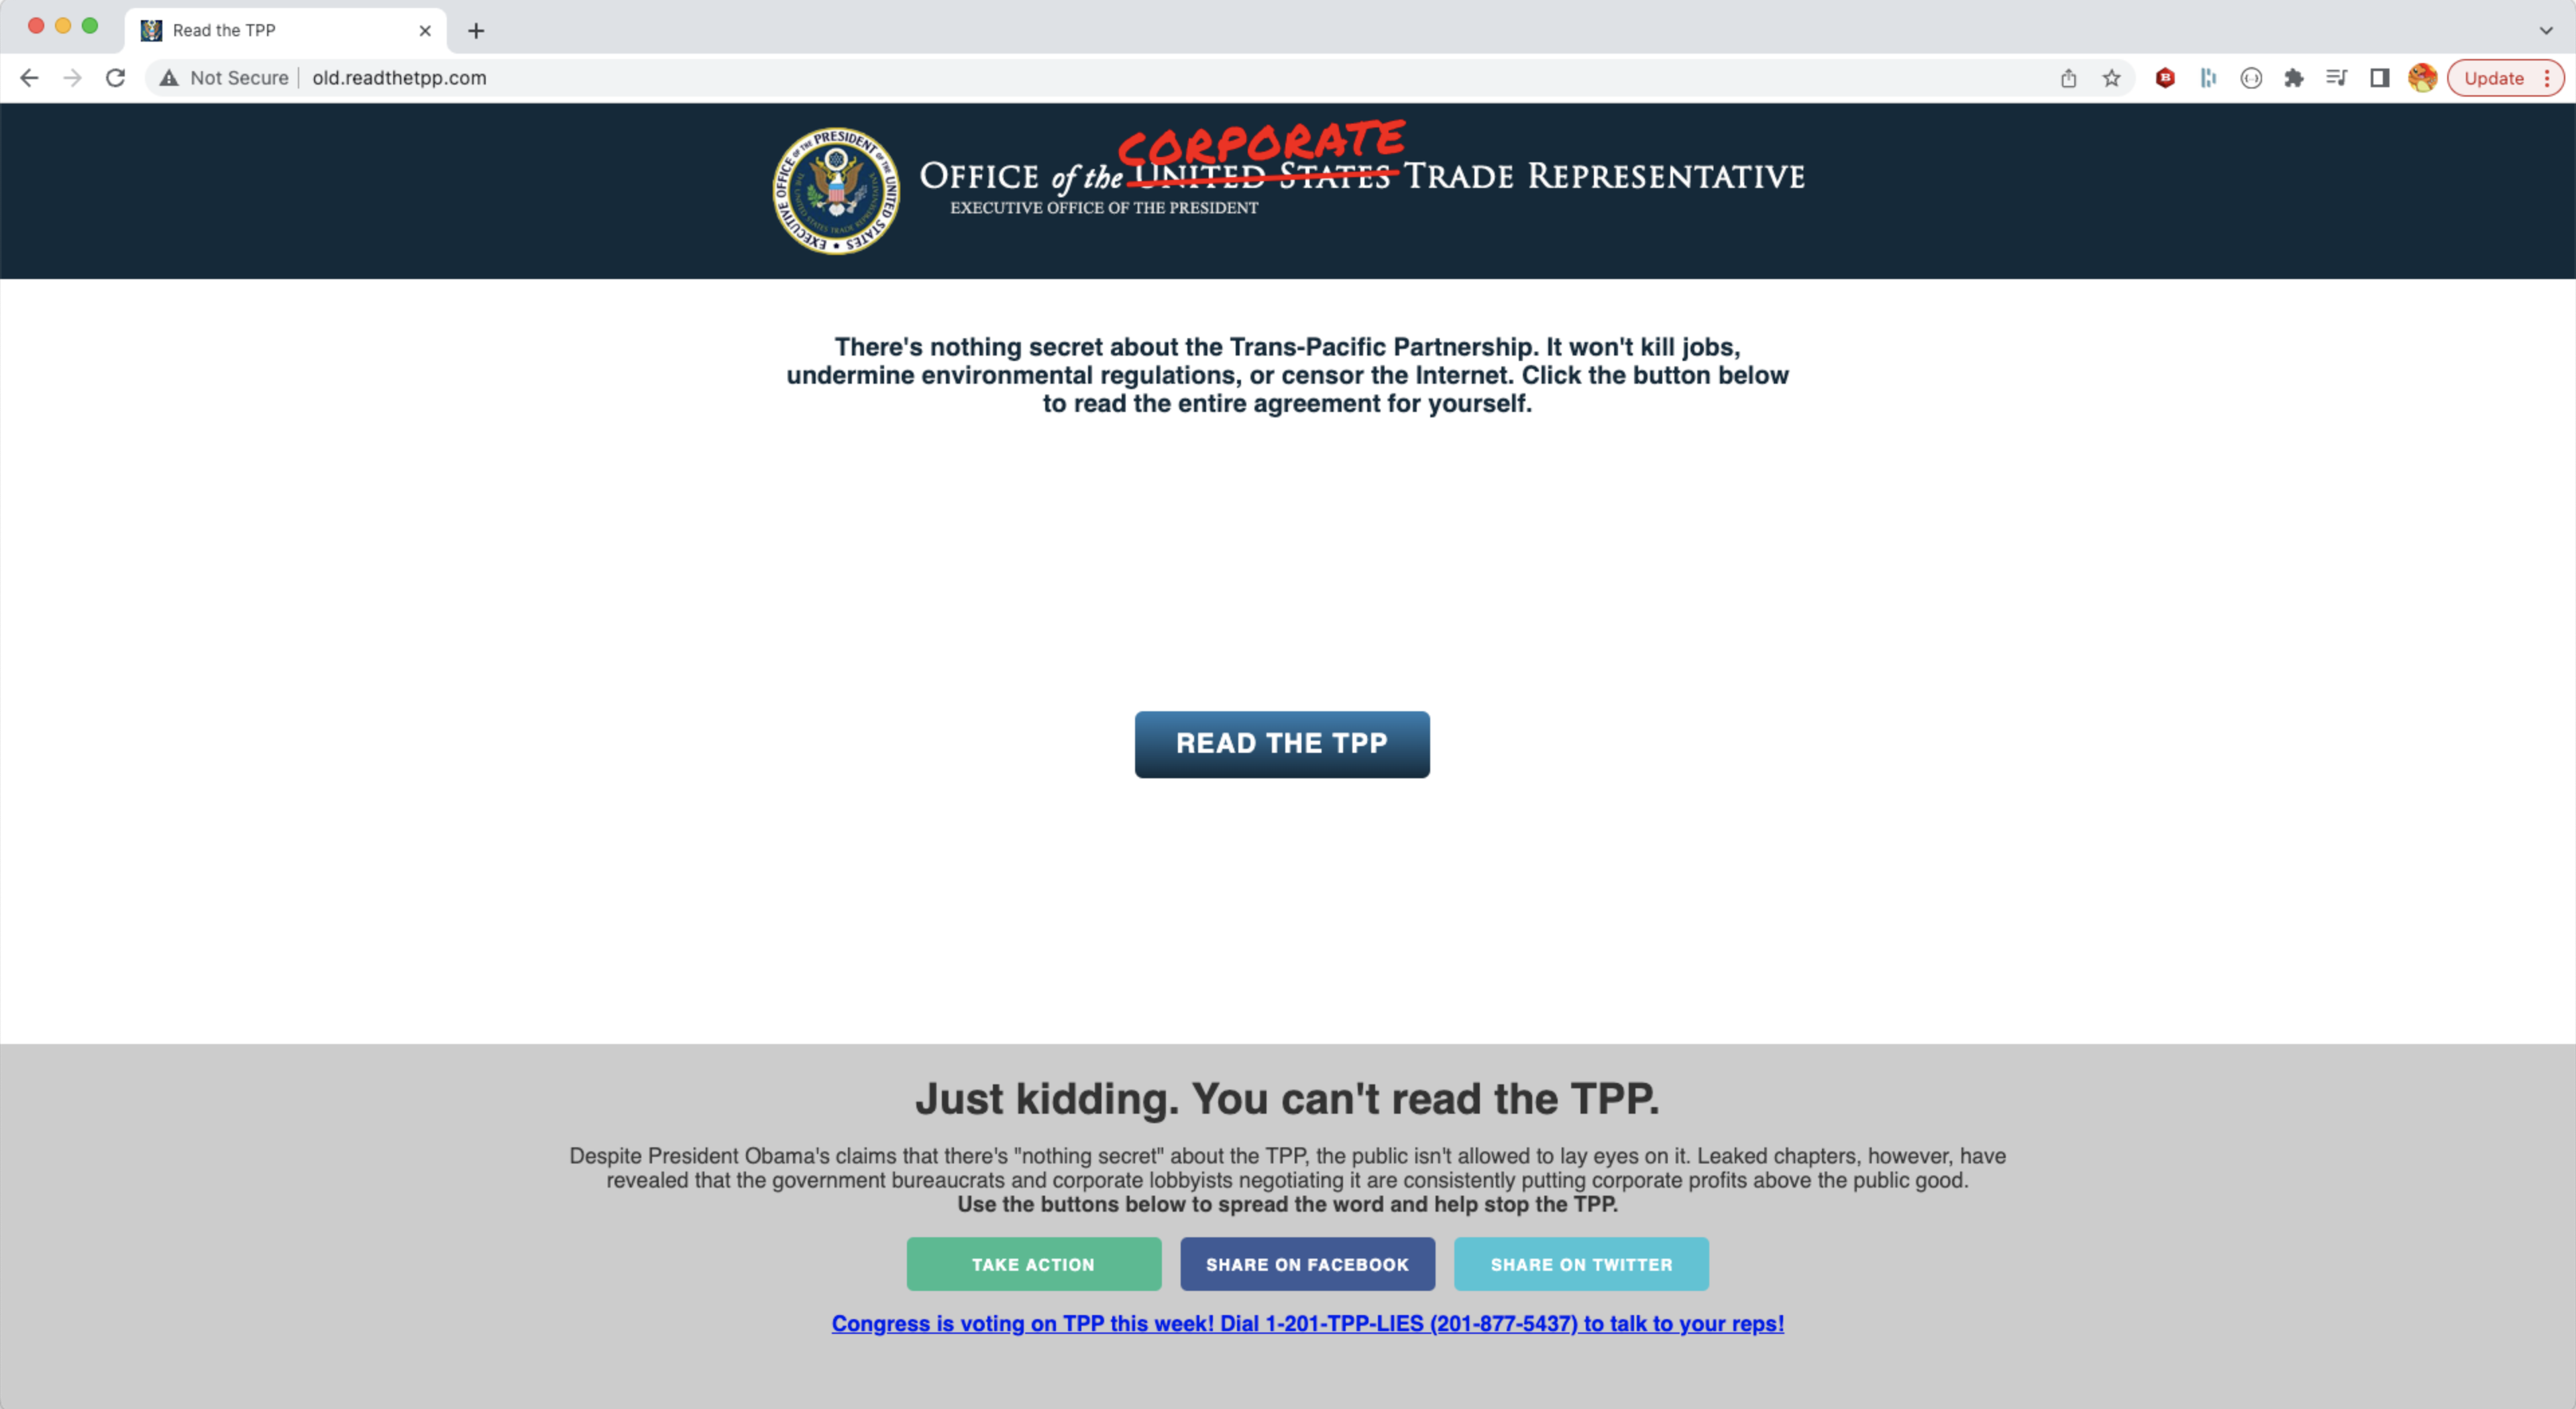 Read the TPP
Not Secure
old.readthetpp.com
Update
EXECUTIVE OFFICE OF THE PRESIDENT OF THE UNITED STATES
CORPORATE
OFFICE of the UNITED STATES TRADE REPRESENTATIVE
EXECUTIVE OFFICE OF THE PRESIDENT
There's nothing secret about the Trans-Pacific Partnership. It won't kill jobs,
undermine environmental regulations, or censor the Internet. Click the button below
to read the entire agreement for yourself.
READ THE TPP
Just kidding. You can't read the TPP.
Despite President Obama's claims that there's "nothing secret" about the TPP, the public isn't allowed to lay eyes on it. Leaked chapters, however, have
revealed that the government bureaucrats and corporate lobbyists negotiating it are consistently putting corporate profits above the public good.
Use the buttons below to spread the word and help stop the TPP.
TAKE ACTION
SHARE ON FACEBOOK
SHARE ON TWITTER
Congress is voting on TPP this week! Dial 1-201-TPP-LIES (201-877-5437) to talk to your reps!